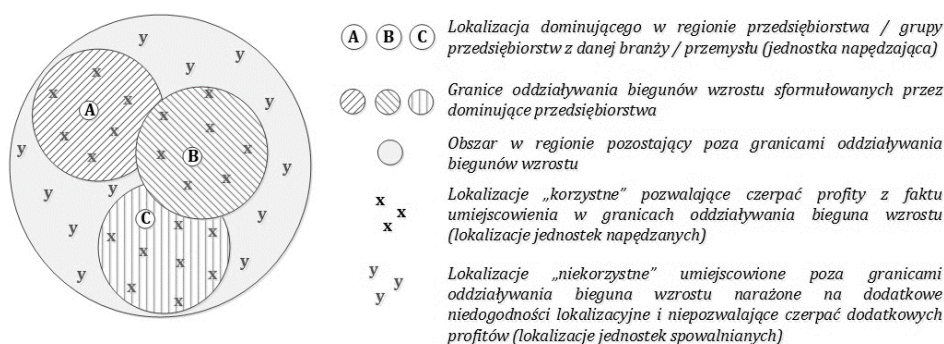 y
y
y
x
x x x
y
A
x
x x
x
y x x B x
y
x x
y y
C y
y x x
x
x
x y
y x
x
x
A B C
Lokalizacja dominującego w regionie przedsiębiorstwa / grupy
przedsiębiorstw z danej branży / przemysłu (jednostka napędzająca)
Granice oddziaływania biegunów wzrostu sformułowanych przez
dominujące przedsiębiorstwa
Obszar w regionie pozostający poza granicami oddziaływania
biegunów wzrostu
x
x
x
Lokalizacje „korzystne” pozwalające czerpać profity z faktu
umiejscowienia w granicach oddziaływania bieguna wzrostu
(lokalizacje jednostek napędzanych)
y
y
y
Lokalizacje „niekorzystne” umiejscowione poza granicami
oddziaływania bieguna wzrostu narażone na dodatkowe
niedogodności lokalizacyjne i niepozwalające czerpać dodatkowych
profitów (lokalizacje jednostek spowalnianych)